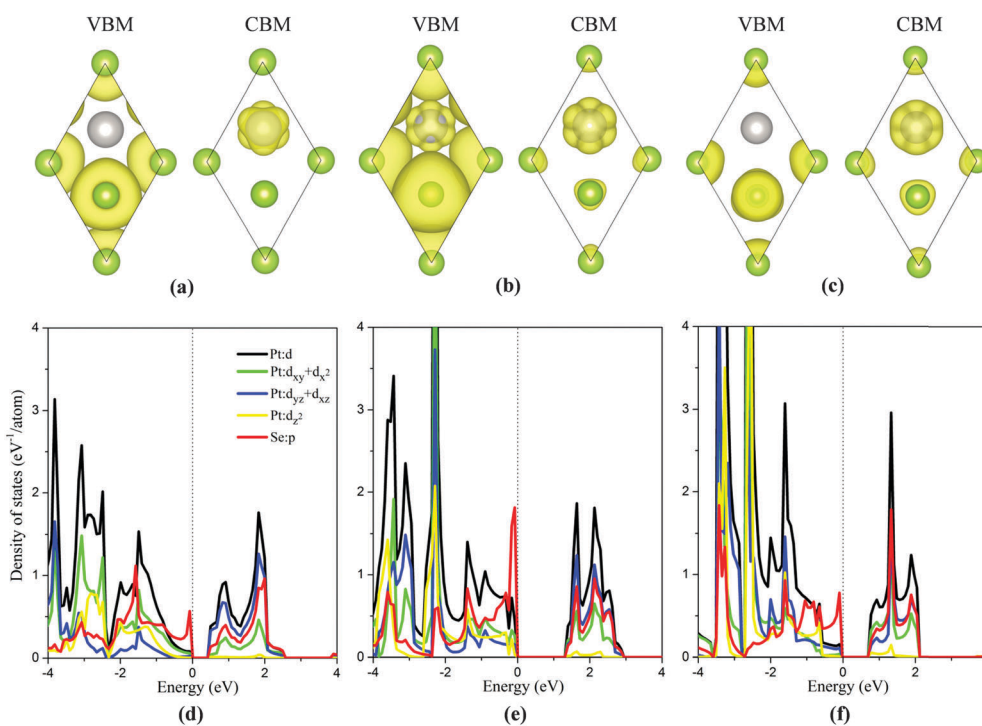 VBM CBM VBM CBM VBM CBM
(a) (b) (c)
Density of states (eV⁻¹/atom)
4
3
2
1
0
-4 -2 0 2 4
Pt:d
Pt:dxy+dx²
Pt:dyz+dxz
Pt:dz²
Se:p
Energy (eV)
(d)
4
3
2
1
0
-4 -2 0 2 4
Energy (eV)
(e)
4
3
2
1
0
-4 -2 0 2
Energy (eV)
(f)